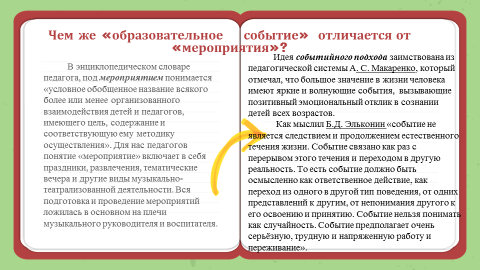 Чем же «образовательное событие» отличается от
«мероприятия»?
В энциклопедическом словаре
педагога, под мероприятием понимается
«условное обобщенное название всякого
более или менее организованного
взаимодействия детей и педагогов,
имеющего цель, содержание и
соответствующую ему методику
осуществления». Для нас педагогов
понятие «мероприятие» включает в себя
праздники, развлечения, тематические
вечера и другие виды музыкально-
театрализованной деятельности. Вся
подготовка и проведение мероприятий
ложилась в основном на плечи
музыкального руководителя и воспитателя.
Идея событийного подхода заимствована из
педагогической системы А. С. Макаренко, который
отмечал, что большое значение в жизни человека
имеют яркие и волнующие события, вызывающие
позитивный эмоциональный отклик в сознании
детей всех возрастов.
Как мыслил Б.Д. Эльконин «событие не
является следствием и продолжением естественного
течения жизни. Событие связано как раз с
перерывом этого течения и переходом в другую
реальность. То есть событие должно быть
осмысленно как ответственное действие, как
переход из одного в другой тип поведения, от одних
представлений к другим, от непонимания другого к
его освоению и принятию. Событие нельзя понимать
как случайность. Событие предполагает очень
серьёзную, трудную и напряженную работу и
переживание».